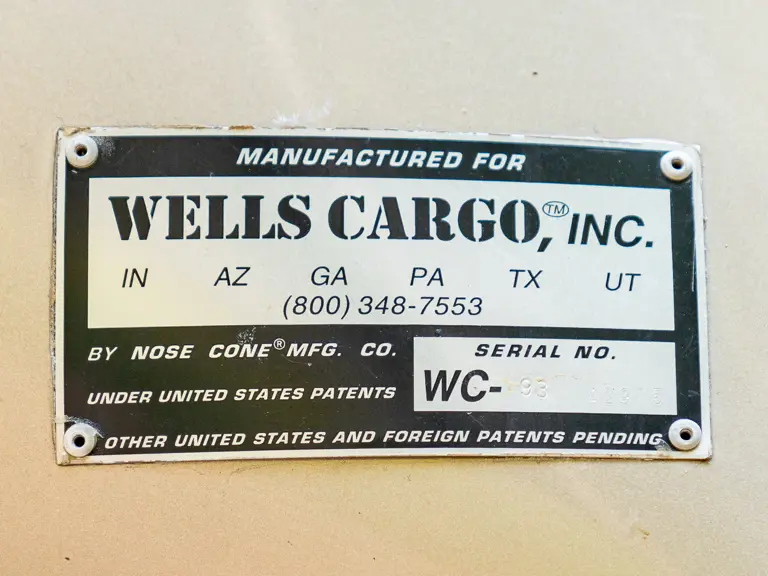 MANUFACTURED FOR
WELLS CARGO,™ INC.
IN AZ GA PA TX UT
(800) 348-7553
BY NOSE CONE® MFG. CO.
UNDER UNITED STATES PATENTS
SERIAL NO.
WC- 93
OTHER UNITED STATES AND FOREIGN PATENTS PENDING